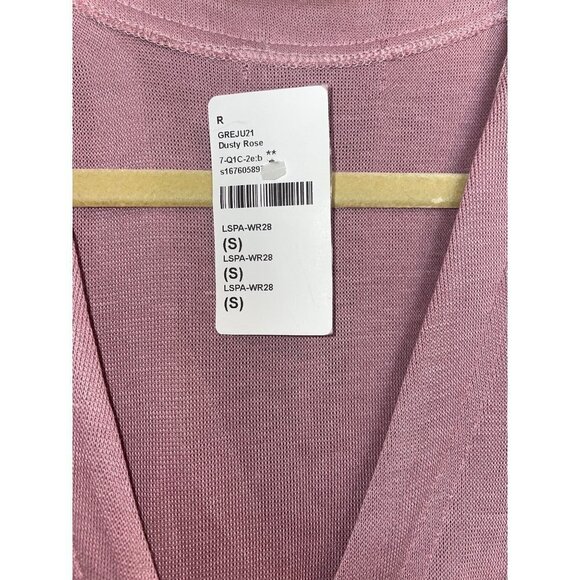 R
GREJU21
Dusty Rose
7-Q1C-2e:b **
LSPA-WR28
(S)
LSPA-WR28
(S)
LSPA-WR28
(S)